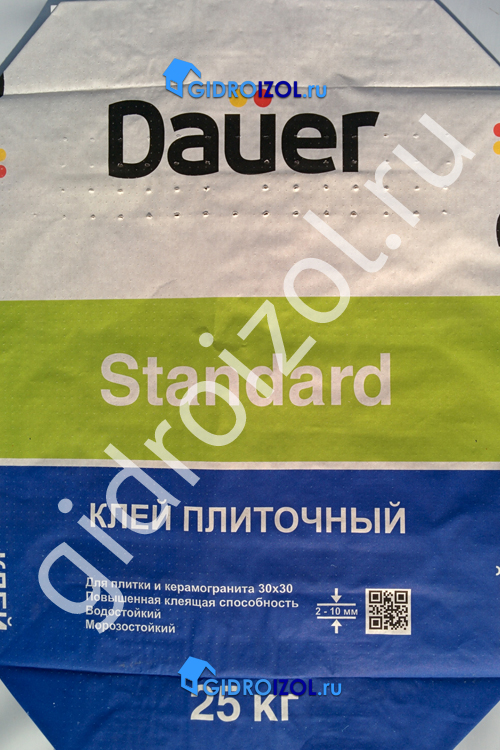 GIDROIZOL.ru
Dauer
Standard
gidroizol.ru
КЛЕЙ ПЛИТОЧНЫЙ
Для плитки и керамогранита 30х30
Повышенная клеящая способность
Водостойкий
Морозостойкий
2 - 10 мм
КЛЕЙ
GIDROIZOL.ru
25 кг